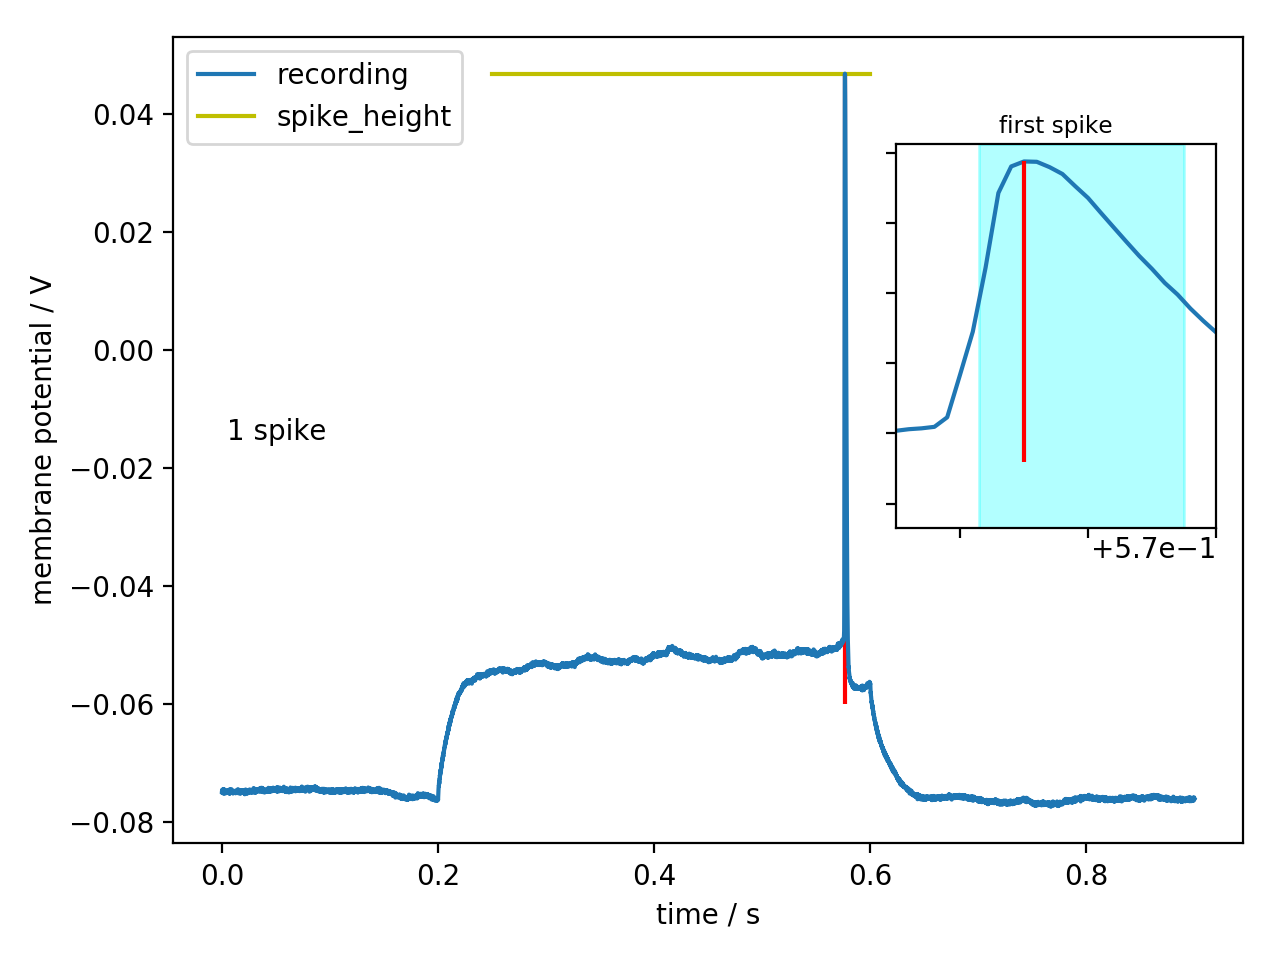 recording
spike_height
first spike
0.04
0.02
0.00
1 spike
−0.02
−0.04
−0.06
−0.08
+5.7e−1
0.0 0.2 0.4 0.6 0.8
time / s
membrane potential / V